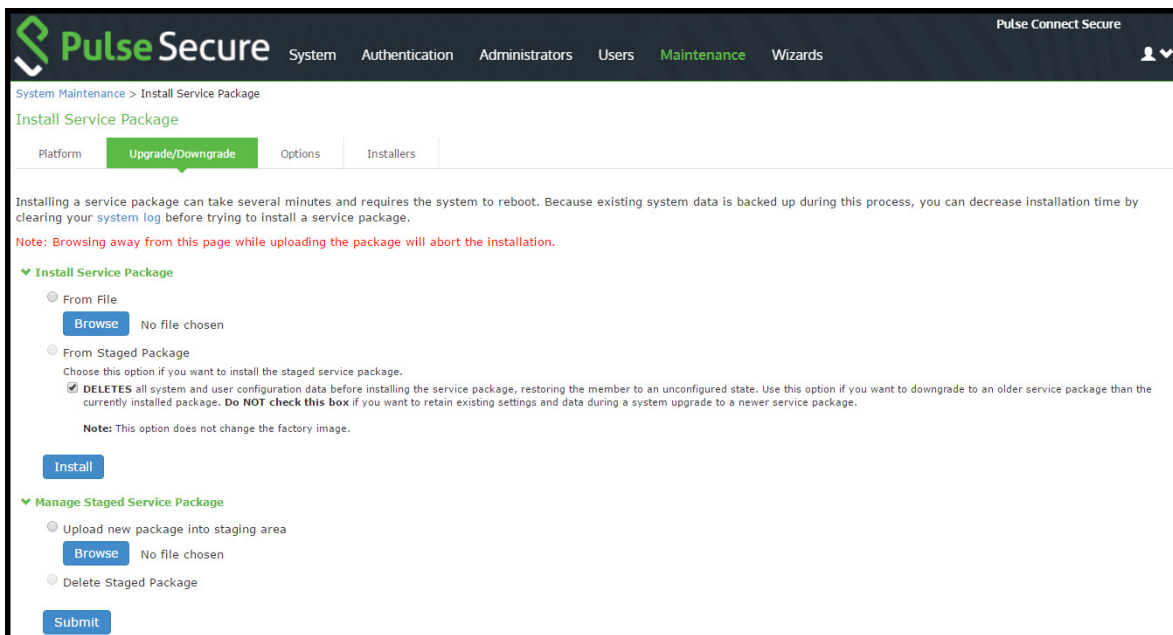 Pulse Connect Secure
Pulse Secure
System Authentication Administrators Users Maintenance Wizards
System Maintenance > Install Service Package
Install Service Package
Platform Upgrade/Downgrade Options Installers
Installing a service package can take several minutes and requires the system to reboot. Because existing system data is backed up during this process, you can decrease installation time by
clearing your system log before trying to install a service package.
Note: Browsing away from this page while uploading the package will abort the installation.
Install Service Package
From File
Browse No file chosen
From Staged Package
Choose this option if you want to install the staged service package.
DELETES all system and user configuration data before installing the service package, restoring the member to an unconfigured state. Use this option if you want to downgrade to an older service package than the
currently installed package. Do NOT check this box if you want to retain existing settings and data during a system upgrade to a newer service package.
Note: This option does not change the factory image.
Install
Manage Staged Service Package
Upload new package into staging area
Browse No file chosen
Delete Staged Package
Submit